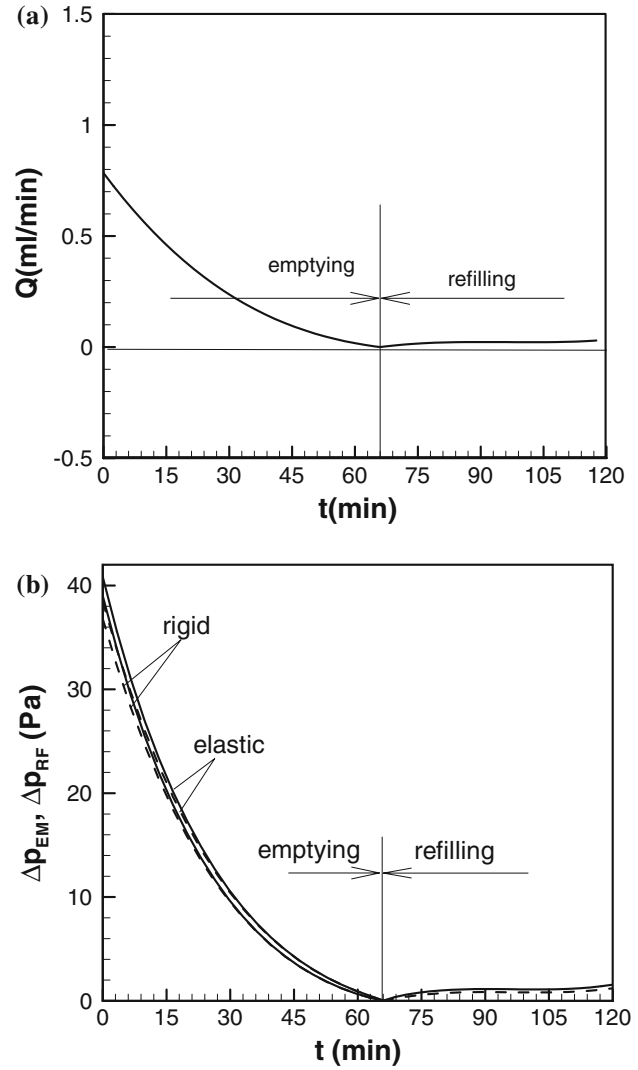 (a)
1.5
1
0.5
0
-0.5
Q(ml/min)
emptying
refilling
0 15 30 45 60 75 90 105 120
t(min)
(b)
40
30
20
10
0
ΔpEM, ΔpRF (Pa)
rigid
elastic
emptying
refilling
0 15 30 45 60 75 90 105 120
t (min)